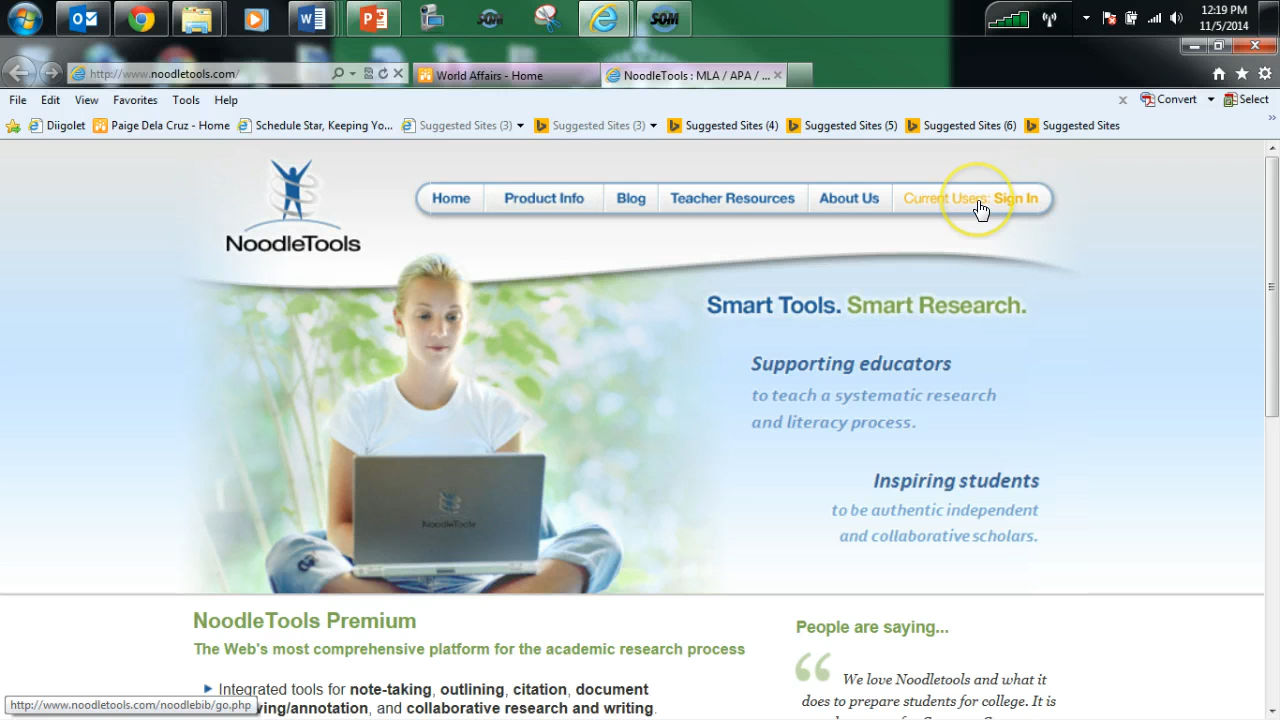 12:19 PM
11/5/2014
http://www.noodletools.com/
World Affairs - Home
NoodleTools : MLA / APA / ...
File Edit View Favorites Tools Help
Convert
Select
Diigolet
Paige Dela Cruz - Home
Schedule Star, Keeping Yo...
Suggested Sites (3)
Suggested Sites (3)
Suggested Sites (4)
Suggested Sites (5)
Suggested Sites (6)
Suggested Sites
NoodleTools
Home
Product Info
Blog
Teacher Resources
About Us
Current Users: Sign In
Smart Tools. Smart Research.
Supporting educators
to teach a systematic research
and literacy process.
Inspiring students
to be authentic independent
and collaborative scholars.
NoodleTools
NoodleTools Premium
The Web's most comprehensive platform for the academic research process
Integrated tools for note-taking, outlining, citation, document
ving/annotation, and collaborative research and writing.
People are saying...
We love Noodletools and what it
does to prepare students for college. It is
http://www.noodletools.com/noodlebib/go.php